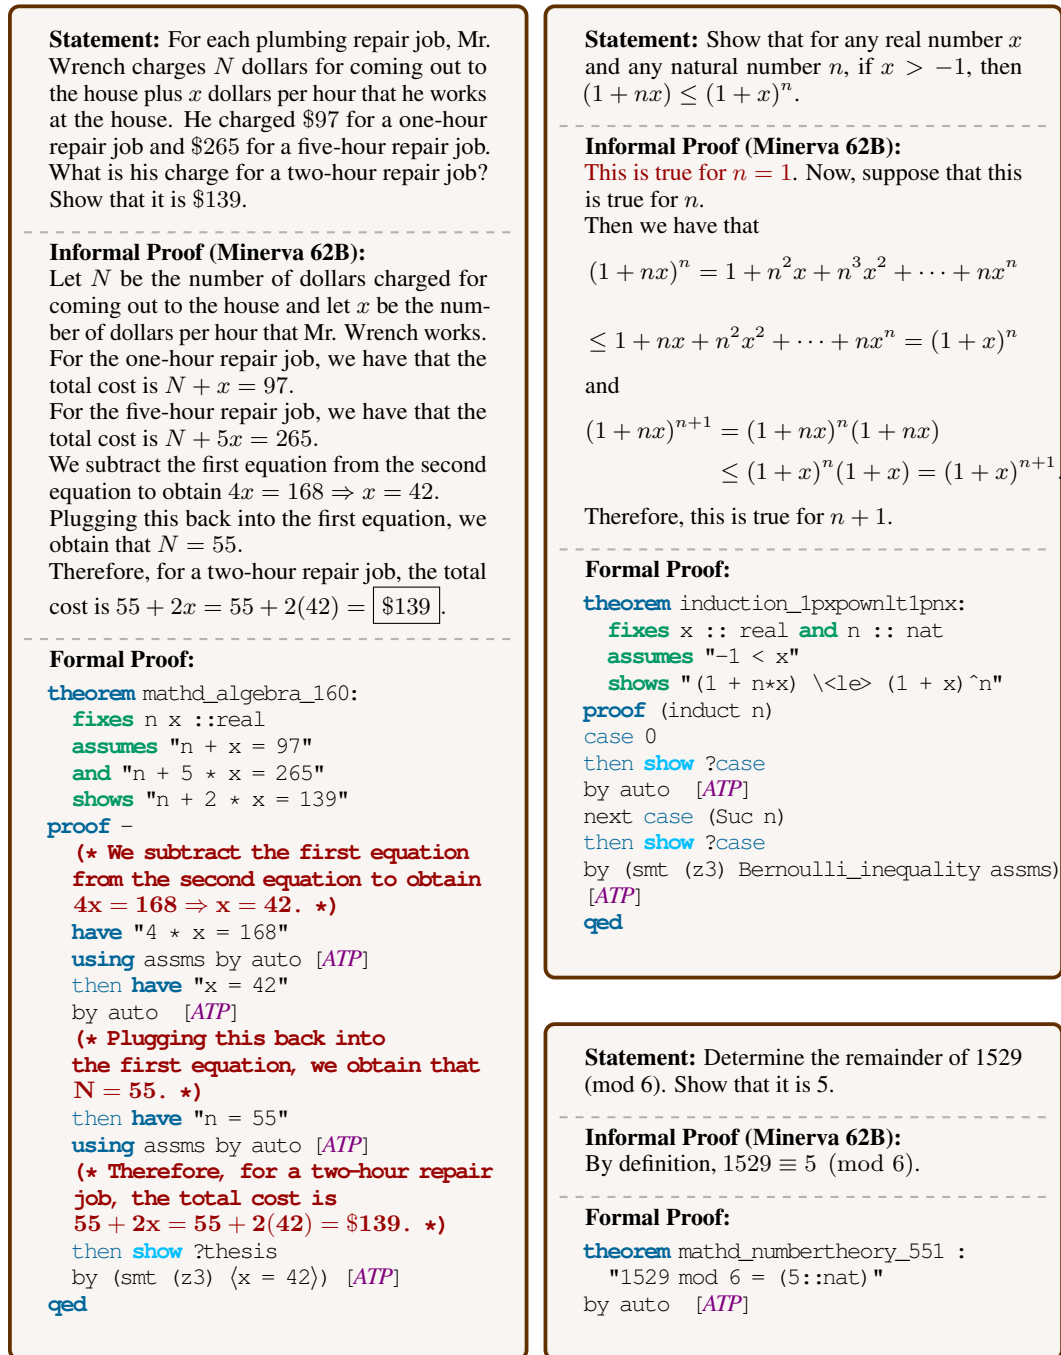 Statement: For each plumbing repair job, Mr.
Wrench charges N dollars for coming out to
the house plus x dollars per hour that he works
at the house. He charged $97 for a one-hour
repair job and $265 for a five-hour repair job.
What is his charge for a two-hour repair job?
Show that it is $139.
Informal Proof (Minerva 62B):
Let N be the number of dollars charged for
coming out to the house and let x be the num-
ber of dollars per hour that Mr. Wrench works.
For the one-hour repair job, we have that the
total cost is N + x = 97.
For the five-hour repair job, we have that the
total cost is N + 5x = 265.
We subtract the first equation from the second
equation to obtain 4x = 168 ⇒ x = 42.
Plugging this back into the first equation, we
obtain that N = 55.
Therefore, for a two-hour repair job, the total
cost is 55 + 2x = 55 + 2(42) = $139.
Formal Proof:
theorem mathd_algebra_160:
fixes n x ::real
assumes "n + x = 97"
and "n + 5 * x = 265"
shows "n + 2 * x = 139"
proof -
(* We subtract the first equation
from the second equation to obtain
4x = 168 ⇒ x = 42. *)
have "4 * x = 168"
using assms by auto [ATP]
then have "x = 42"
by auto [ATP]
(* Plugging this back into
the first equation, we obtain that
N = 55. *)
then have "n = 55"
using assms by auto [ATP]
(* Therefore, for a two-hour repair
job, the total cost is
55 + 2x = 55 + 2(42) = $139. *)
then show ?thesis
by (smt (z3) ⟨x = 42⟩) [ATP]
qed
Statement: Show that for any real number x
and any natural number n, if x > −1, then
(1 + nx) ≤ (1 + x)^n.
Informal Proof (Minerva 62B):
This is true for n = 1. Now, suppose that this
is true for n.
Then we have that
(1 + nx)^n = 1 + n^2x + n^3x^2 + ⋯ + nx^n
≤ 1 + nx + n^2x^2 + ⋯ + nx^n = (1 + x)^n
and
(1 + nx)^{n+1} = (1 + nx)^n(1 + nx)
≤ (1 + x)^n(1 + x) = (1 + x)^{n+1}.
Therefore, this is true for n + 1.
Formal Proof:
theorem induction_1pxpownlt1pnx:
fixes x :: real and n :: nat
assumes "-1 < x"
shows "(1 + n*x) \<le> (1 + x)^n"
proof (induct n)
case 0
then show ?case
by auto [ATP]
next case (Suc n)
then show ?case
by (smt (z3) Bernoulli_inequality assms)
[ATP]
qed
Statement: Determine the remainder of 1529
(mod 6). Show that it is 5.
Informal Proof (Minerva 62B):
By definition, 1529 ≡ 5 (mod 6).
Formal Proof:
theorem mathd_numbertheory_551 :
"1529 mod 6 = (5::nat)"
by auto [ATP]